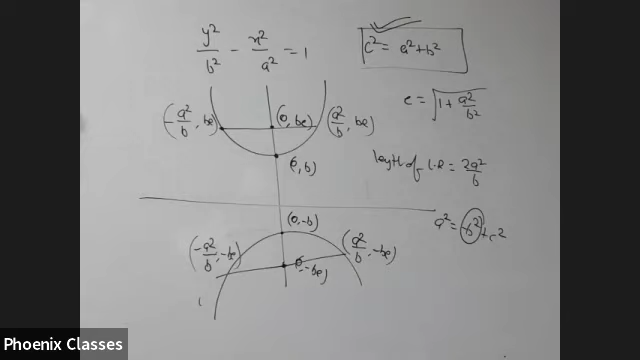 y²/b² - x²/a² = 1
c² = a² + b²
e = √(1 + a²/b²)
(-a²/b, be)
(0, be)
(a²/b, be)
(0, b)
length of L.R = 2a²/b
(0, -b)
a² = -b² + c²
(-a²/b, -be)
(a²/b, -be)
(0, -be)
Phoenix Classes